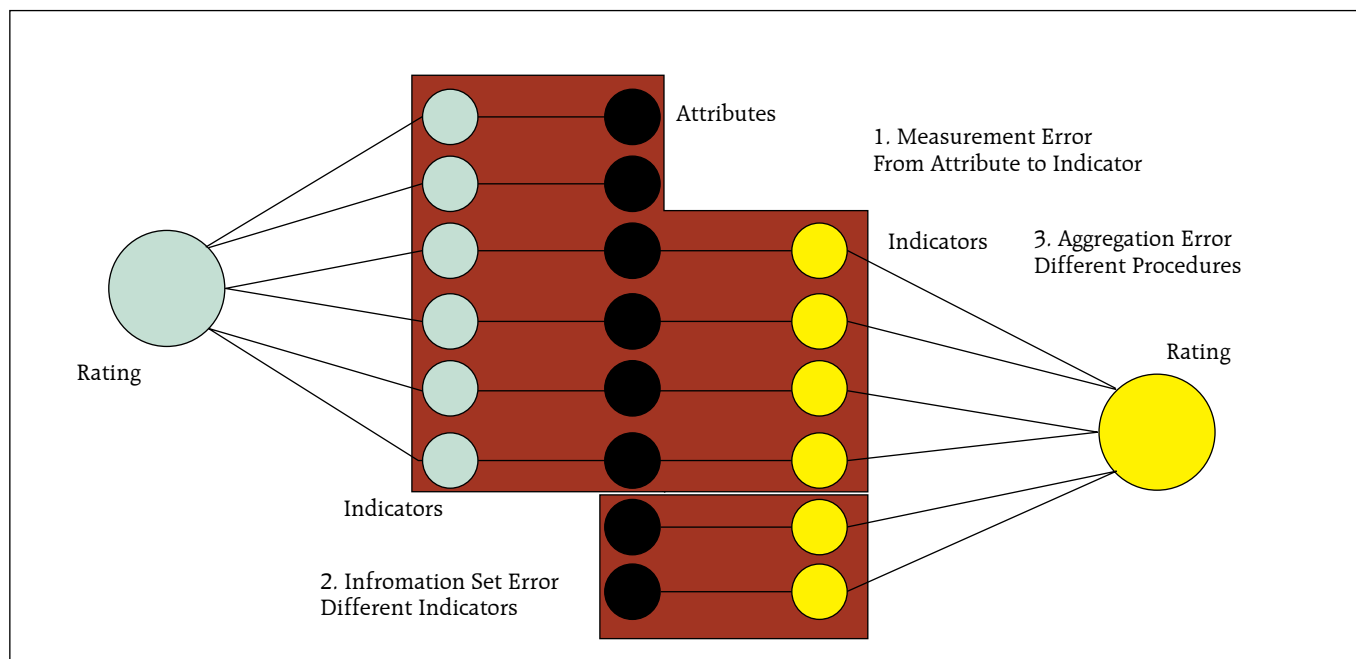 Attributes
1. Measurement Error
From Attribute to Indicator
Indicators
3. Aggregation Error
Different Procedures
Rating
Rating
Indicators
2. Infromation Set Error
Different Indicators